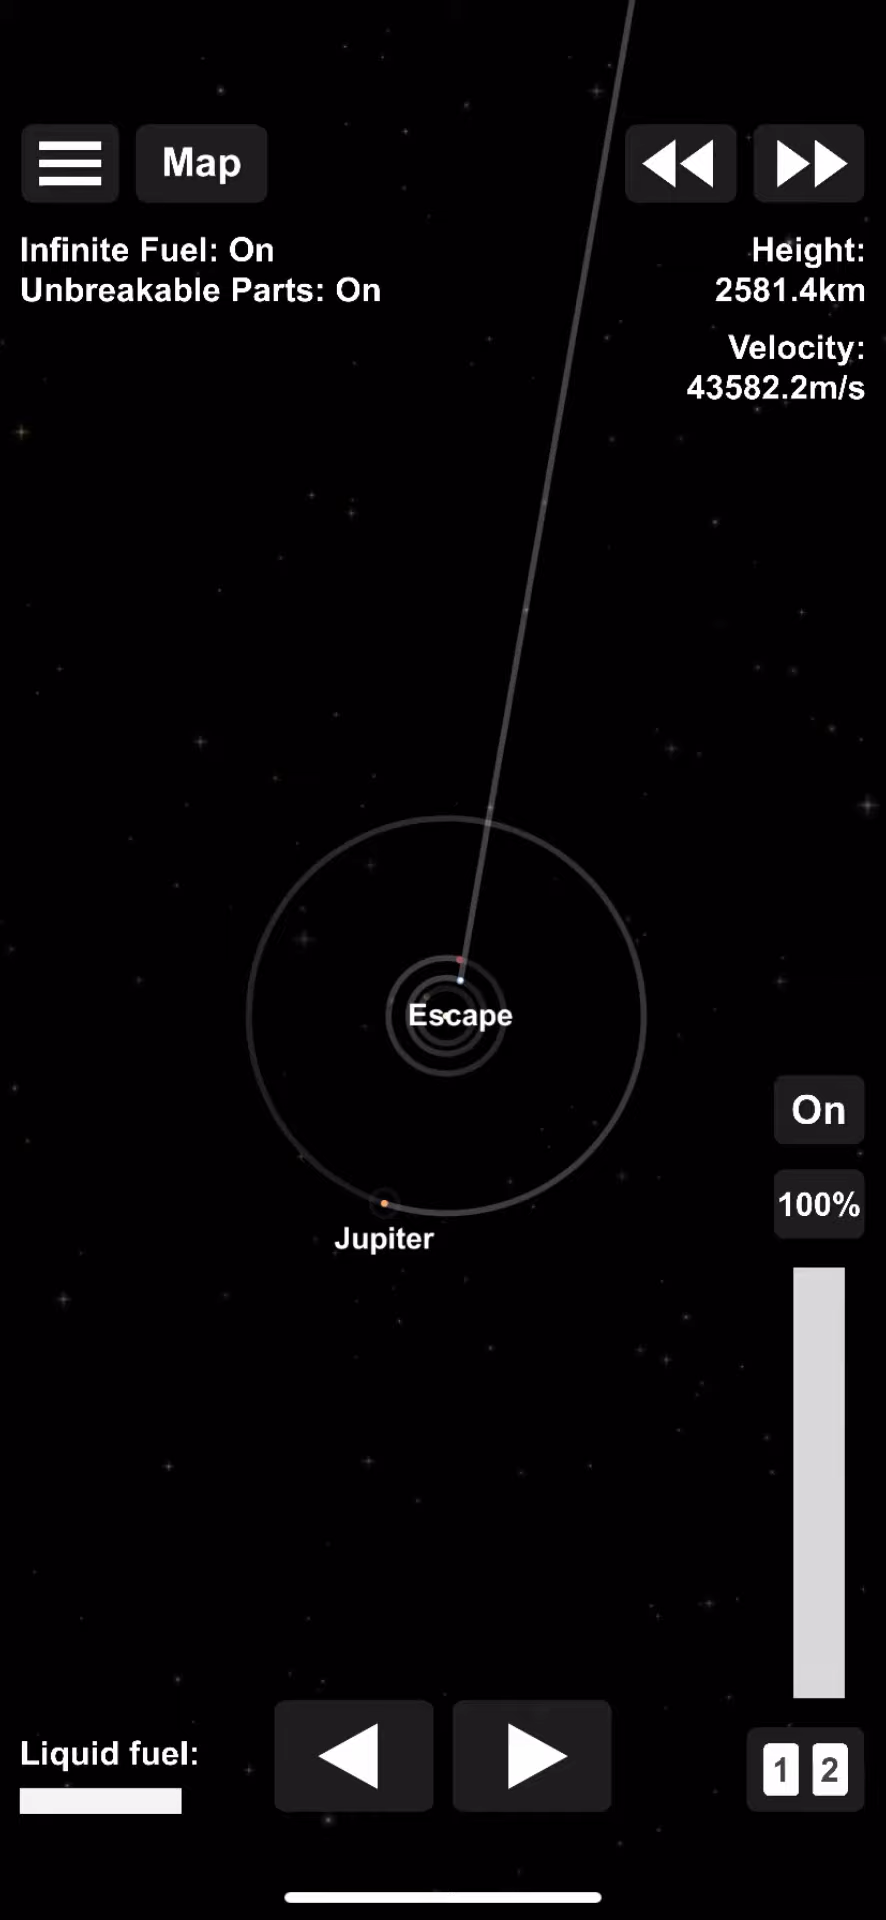 Map
Infinite Fuel: On
Unbreakable Parts: On
Height:
2581.4km
Velocity:
43582.2m/s
Escape
On
100%
Jupiter
Liquid fuel:
1 2